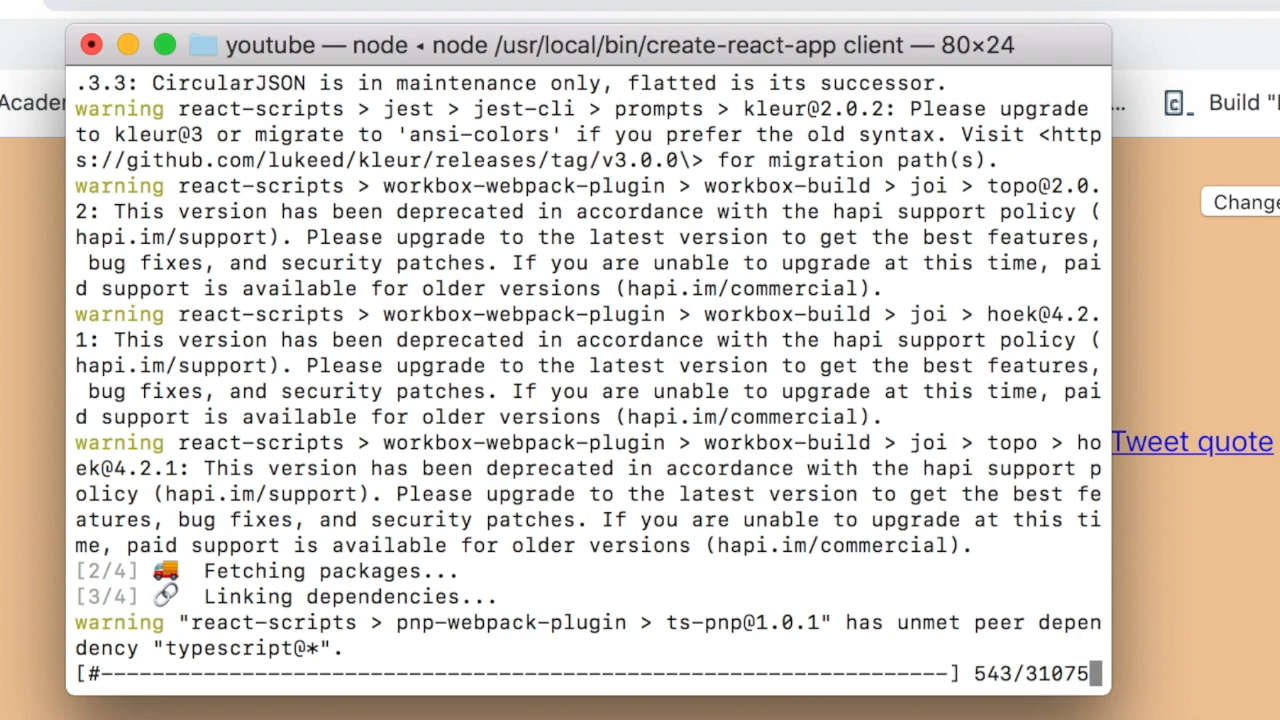 youtube — node ◂ node /usr/local/bin/create-react-app client — 80×24
.3.3: CircularJSON is in maintenance only, flatted is its successor.
warning react-scripts > jest > jest-cli > prompts > kleur@2.0.2: Please upgrade
to kleur@3 or migrate to 'ansi-colors' if you prefer the old syntax. Visit <http
s://github.com/lukeed/kleur/releases/tag/v3.0.0\> for migration path(s).
warning react-scripts > workbox-webpack-plugin > workbox-build > joi > topo@2.0.
2: This version has been deprecated in accordance with the hapi support policy (
hapi.im/support). Please upgrade to the latest version to get the best features,
 bug fixes, and security patches. If you are unable to upgrade at this time, pai
d support is available for older versions (hapi.im/commercial).
warning react-scripts > workbox-webpack-plugin > workbox-build > joi > hoek@4.2.
1: This version has been deprecated in accordance with the hapi support policy (
hapi.im/support). Please upgrade to the latest version to get the best features,
 bug fixes, and security patches. If you are unable to upgrade at this time, pai
d support is available for older versions (hapi.im/commercial).
warning react-scripts > workbox-webpack-plugin > workbox-build > joi > topo > ho
ek@4.2.1: This version has been deprecated in accordance with the hapi support p
olicy (hapi.im/support). Please upgrade to the latest version to get the best fe
atures, bug fixes, and security patches. If you are unable to upgrade at this ti
me, paid support is available for older versions (hapi.im/commercial).
[2/4] 🚚 Fetching packages...
[3/4] 🔗 Linking dependencies...
warning "react-scripts > pnp-webpack-plugin > ts-pnp@1.0.1" has unmet peer depen
dency "typescript@*".
[#------------------------------------------------------------------] 543/31075
Acader
... Build "
Change
Tweet quote